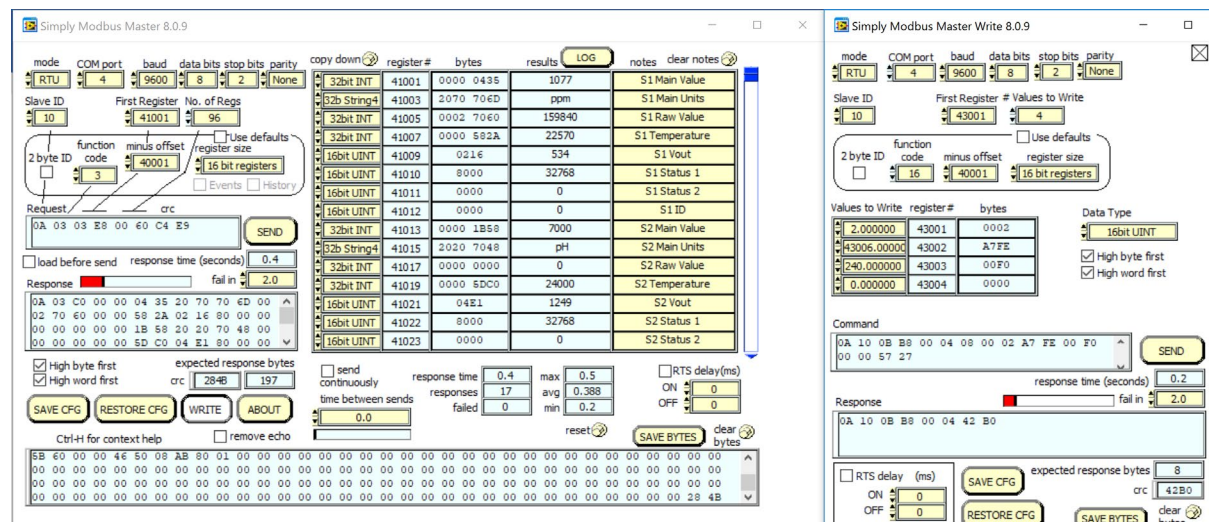 Simply Modbus Master 8.0.9
mode COM port baud data bits stop bits parity
RTU 4 9600 8 2 None
Slave ID First Register No. of Regs
10 41001 96
Use defaults
2 byte ID function code minus offset register size
3 40001 16 bit registers
Events History
Request crc
0A 03 03 E8 00 60 C4 E9
SEND
load before send response time (seconds) 0.4
Response fail in 2.0
0A 03 C0 00 00 04 35 20 70 70 6D 00
02 70 60 00 00 58 2A 02 16 80 00 00
00 00 00 00 00 1B 58 20 20 70 48 00
00 00 00 00 00 5D C0 04 E1 80 00 00
High byte first expected response bytes
High word first crc 284B 197
SAVE CFG RESTORE CFG WRITE ABOUT
Ctrl-H for context help remove echo
copy down register# bytes results LOG notes clear notes
32bit INT 41001 0000 0435 1077 S1 Main Value
32b String4 41003 2070 706D ppm S1 Main Units
32bit INT 41005 0002 7060 159840 S1 Raw Value
32bit INT 41007 0000 582A 22570 S1 Temperature
16bit UINT 41009 0216 534 S1 Vout
16bit UINT 41010 8000 32768 S1 Status 1
16bit UINT 41011 0000 0 S1 Status 2
16bit UINT 41012 0000 0 S1 ID
32bit INT 41013 0000 1B58 7000 S2 Main Value
32b String4 41015 2020 7048 pH S2 Main Units
32bit INT 41017 0000 0000 0 S2 Raw Value
32bit INT 41019 0000 5DC0 24000 S2 Temperature
16bit UINT 41021 04E1 1249 S2 Vout
16bit UINT 41022 8000 32768 S2 Status 1
16bit UINT 41023 0000 0 S2 Status 2
send continuously
time between sends
0.0
response time 0.4 max 0.5
responses 17 avg 0.388
failed 0 min 0.2
reset
RTS delay(ms)
ON 0
OFF 0
SAVE BYTES clear bytes
5B 60 00 00 46 50 08 AB 80 01 00 00 00 00 00 00 00 00 00 00 00 00 00 00 00 00 00 00 00 00
00 00 00 00 00 00 00 00 00 00 00 00 00 00 00 00 00 00 00 00 00 00 00 00 00 00 00 00 00 00
00 00 00 00 00 00 00 00 00 00 00 00 00 00 00 00 00 00 00 00 00 00 00 00 00 00 00 00 28 4B
Simply Modbus Master Write 8.0.9
mode COM port baud data bits stop bits parity
RTU 4 9600 8 2 None
Slave ID First Register # Values to Write
10 43001 4
Use defaults
2 byte ID function code minus offset register size
16 40001 16 bit registers
Values to Write register# bytes
2.000000 43001 0002
43006.00000 43002 A7FE
240.000000 43003 00F0
0.000000 43004 0000
Data Type
16bit UINT
High byte first
High word first
Command
0A 10 0B B8 00 04 08 00 02 A7 FE 00 F0
00 00 57 27
SEND
response time (seconds) 0.2
Response fail in 2.0
0A 10 0B B8 00 04 42 B0
RTS delay (ms)
ON 0
OFF 0
SAVE CFG
RESTORE CFG
expected response bytes 8
crc 42B0
SAVE BYTES clear